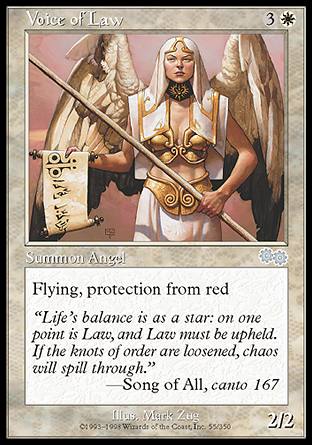 Voice of Law 3
Summon Angel
Flying, protection from red
“Life’s balance is as a star: on one
point is Law, and Law must be upheld.
If the knots of order are loosened, chaos
will spill through.”
—Song of All, canto 167
Illus. Mark Zug
©1993–1998 Wizards of the Coast, Inc. 55/350
2/2